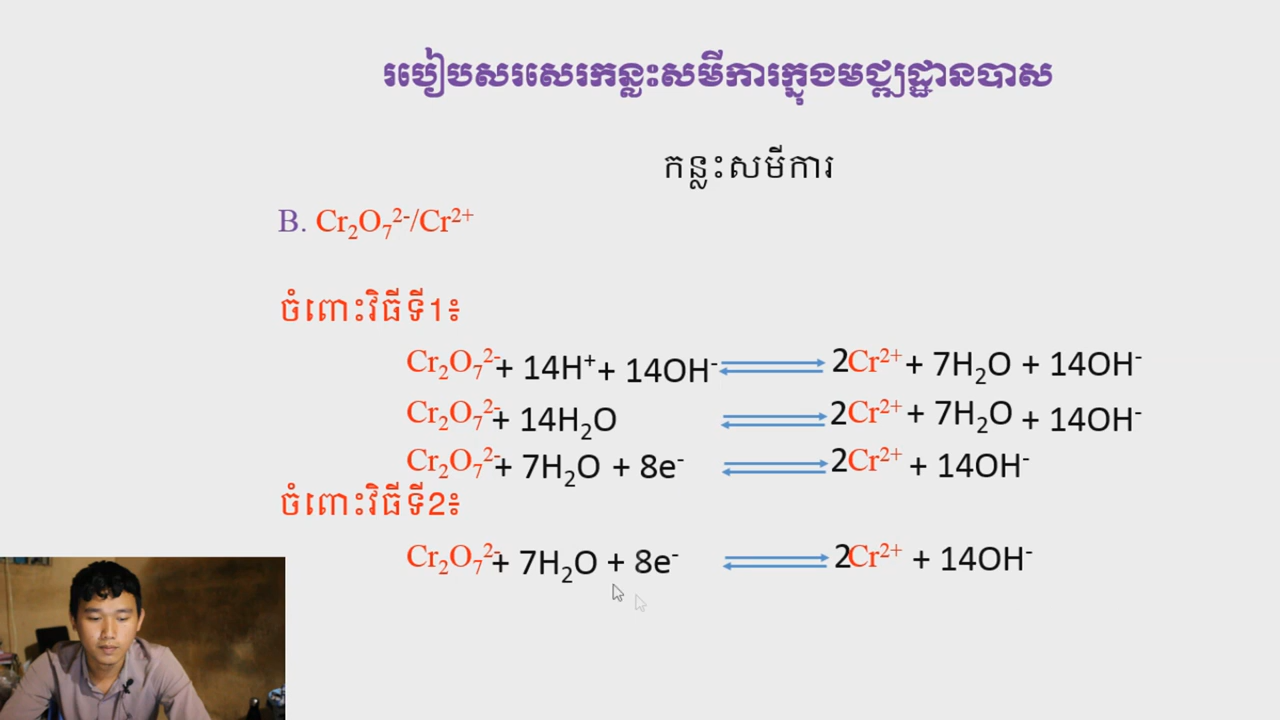 របៀបសរសេរកន្លះសមីការក្នុងមជ្ឈដ្ឋានបាស
កន្លះសមីការ
B. Cr₂O₇²⁻/Cr²⁺
ចំពោះវិធីទី1៖
Cr₂O₇²⁻+ 14H⁺ + 14OH⁻ ⇌ 2Cr²⁺ + 7H₂O + 14OH⁻
Cr₂O₇²⁻+ 14H₂O ⇌ 2Cr²⁺ + 7H₂O + 14OH⁻
Cr₂O₇²⁻+ 7H₂O + 8e⁻ ⇌ 2Cr²⁺ + 14OH⁻
ចំពោះវិធីទី2៖
Cr₂O₇²⁻+ 7H₂O + 8e⁻ ⇌ 2Cr²⁺ + 14OH⁻